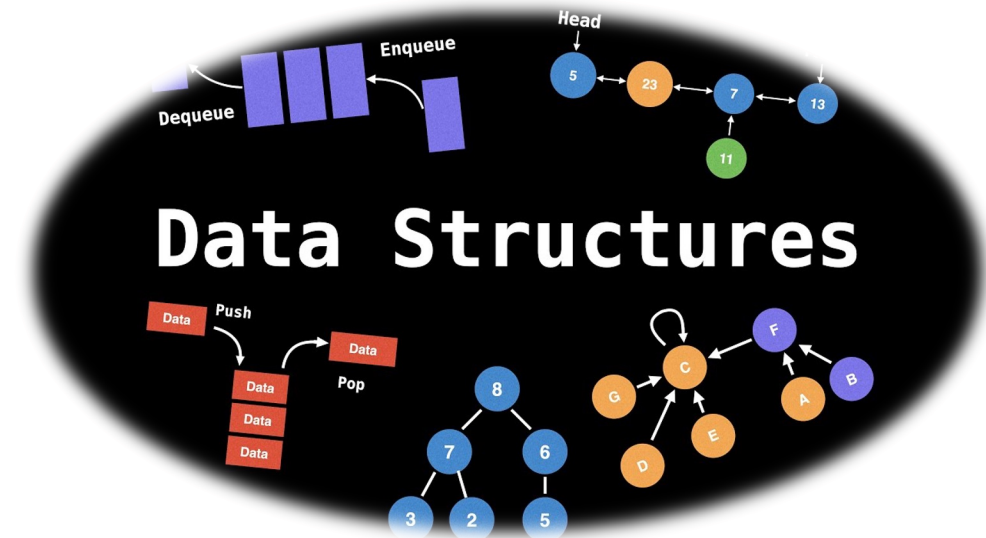 Head
Enqueue
5
23
7
13
Dequeue
11
Data Structures
Push
Data
Data
Pop
Data
Data
Data
8
7
6
3
2
5
F
C
B
G
A
E
D